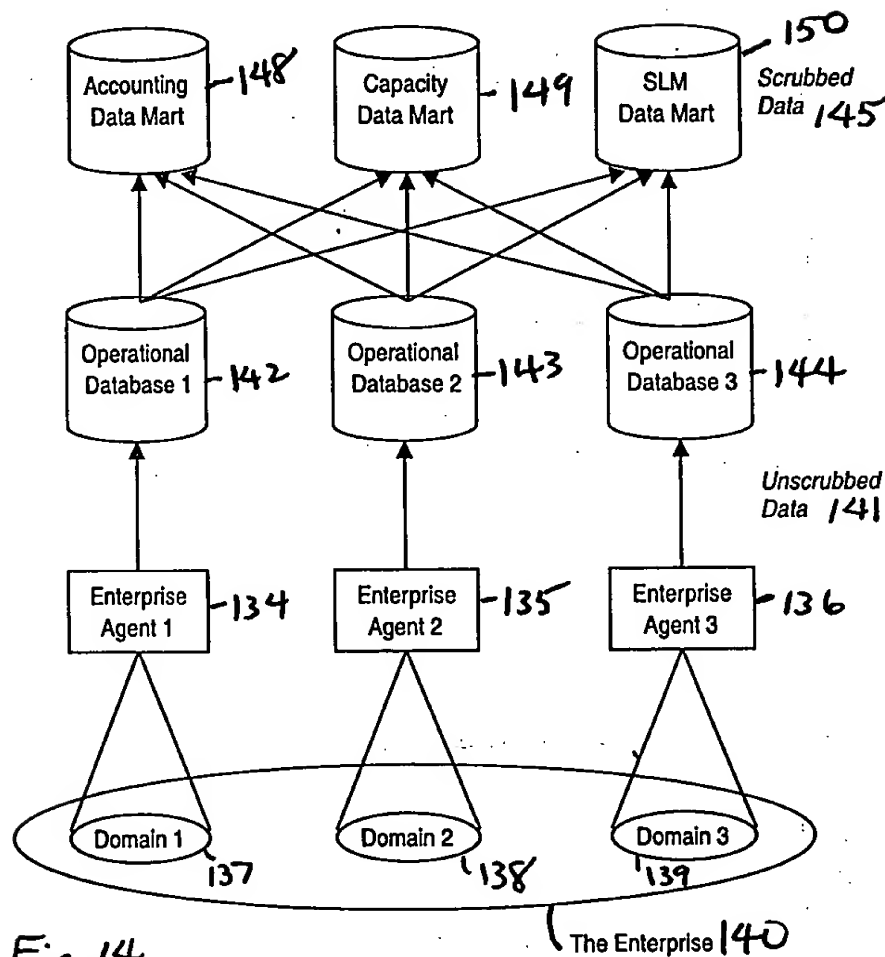 Accounting
Data Mart
148
Capacity
Data Mart
149
SLM
Data Mart
150
Scrubbed
Data 145
Operational
Database 1
142
Operational
Database 2
143
Operational
Database 3
144
Unscrubbed
Data 141
Enterprise
Agent 1
134
Enterprise
Agent 2
135
Enterprise
Agent 3
136
Domain 1
137
Domain 2
138
Domain 3
139
The Enterprise 140
Fig. 14